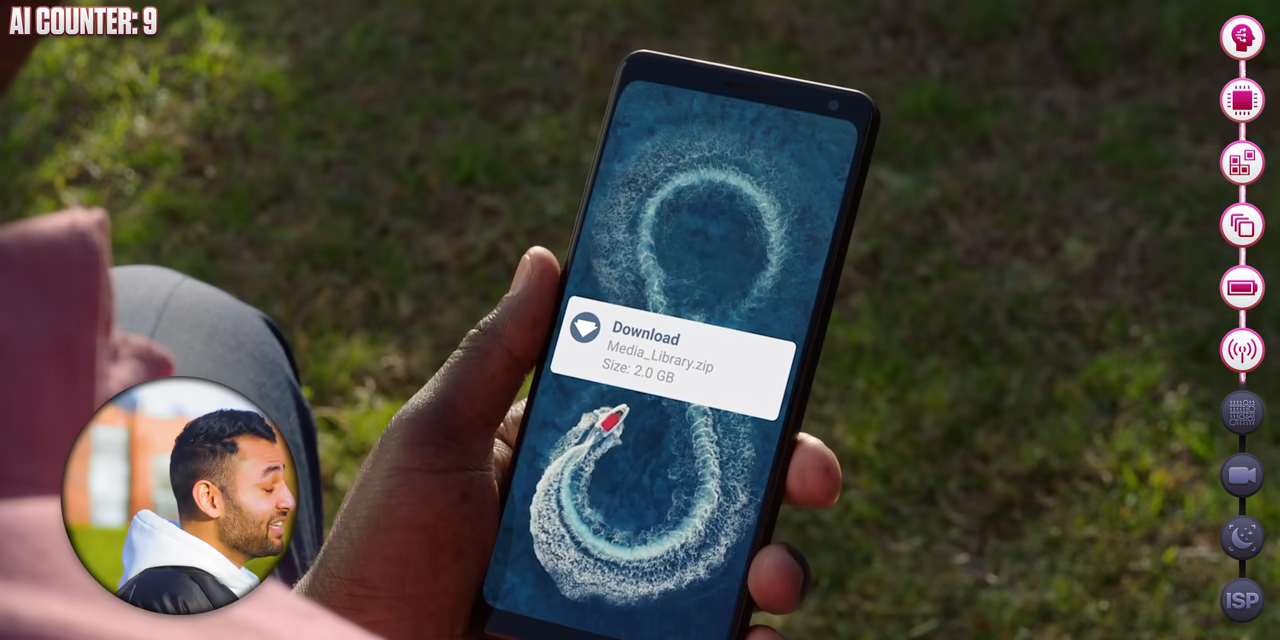 AI COUNTER: 9
Download
Media_Library.zip
Size: 2.0 GB
ISP